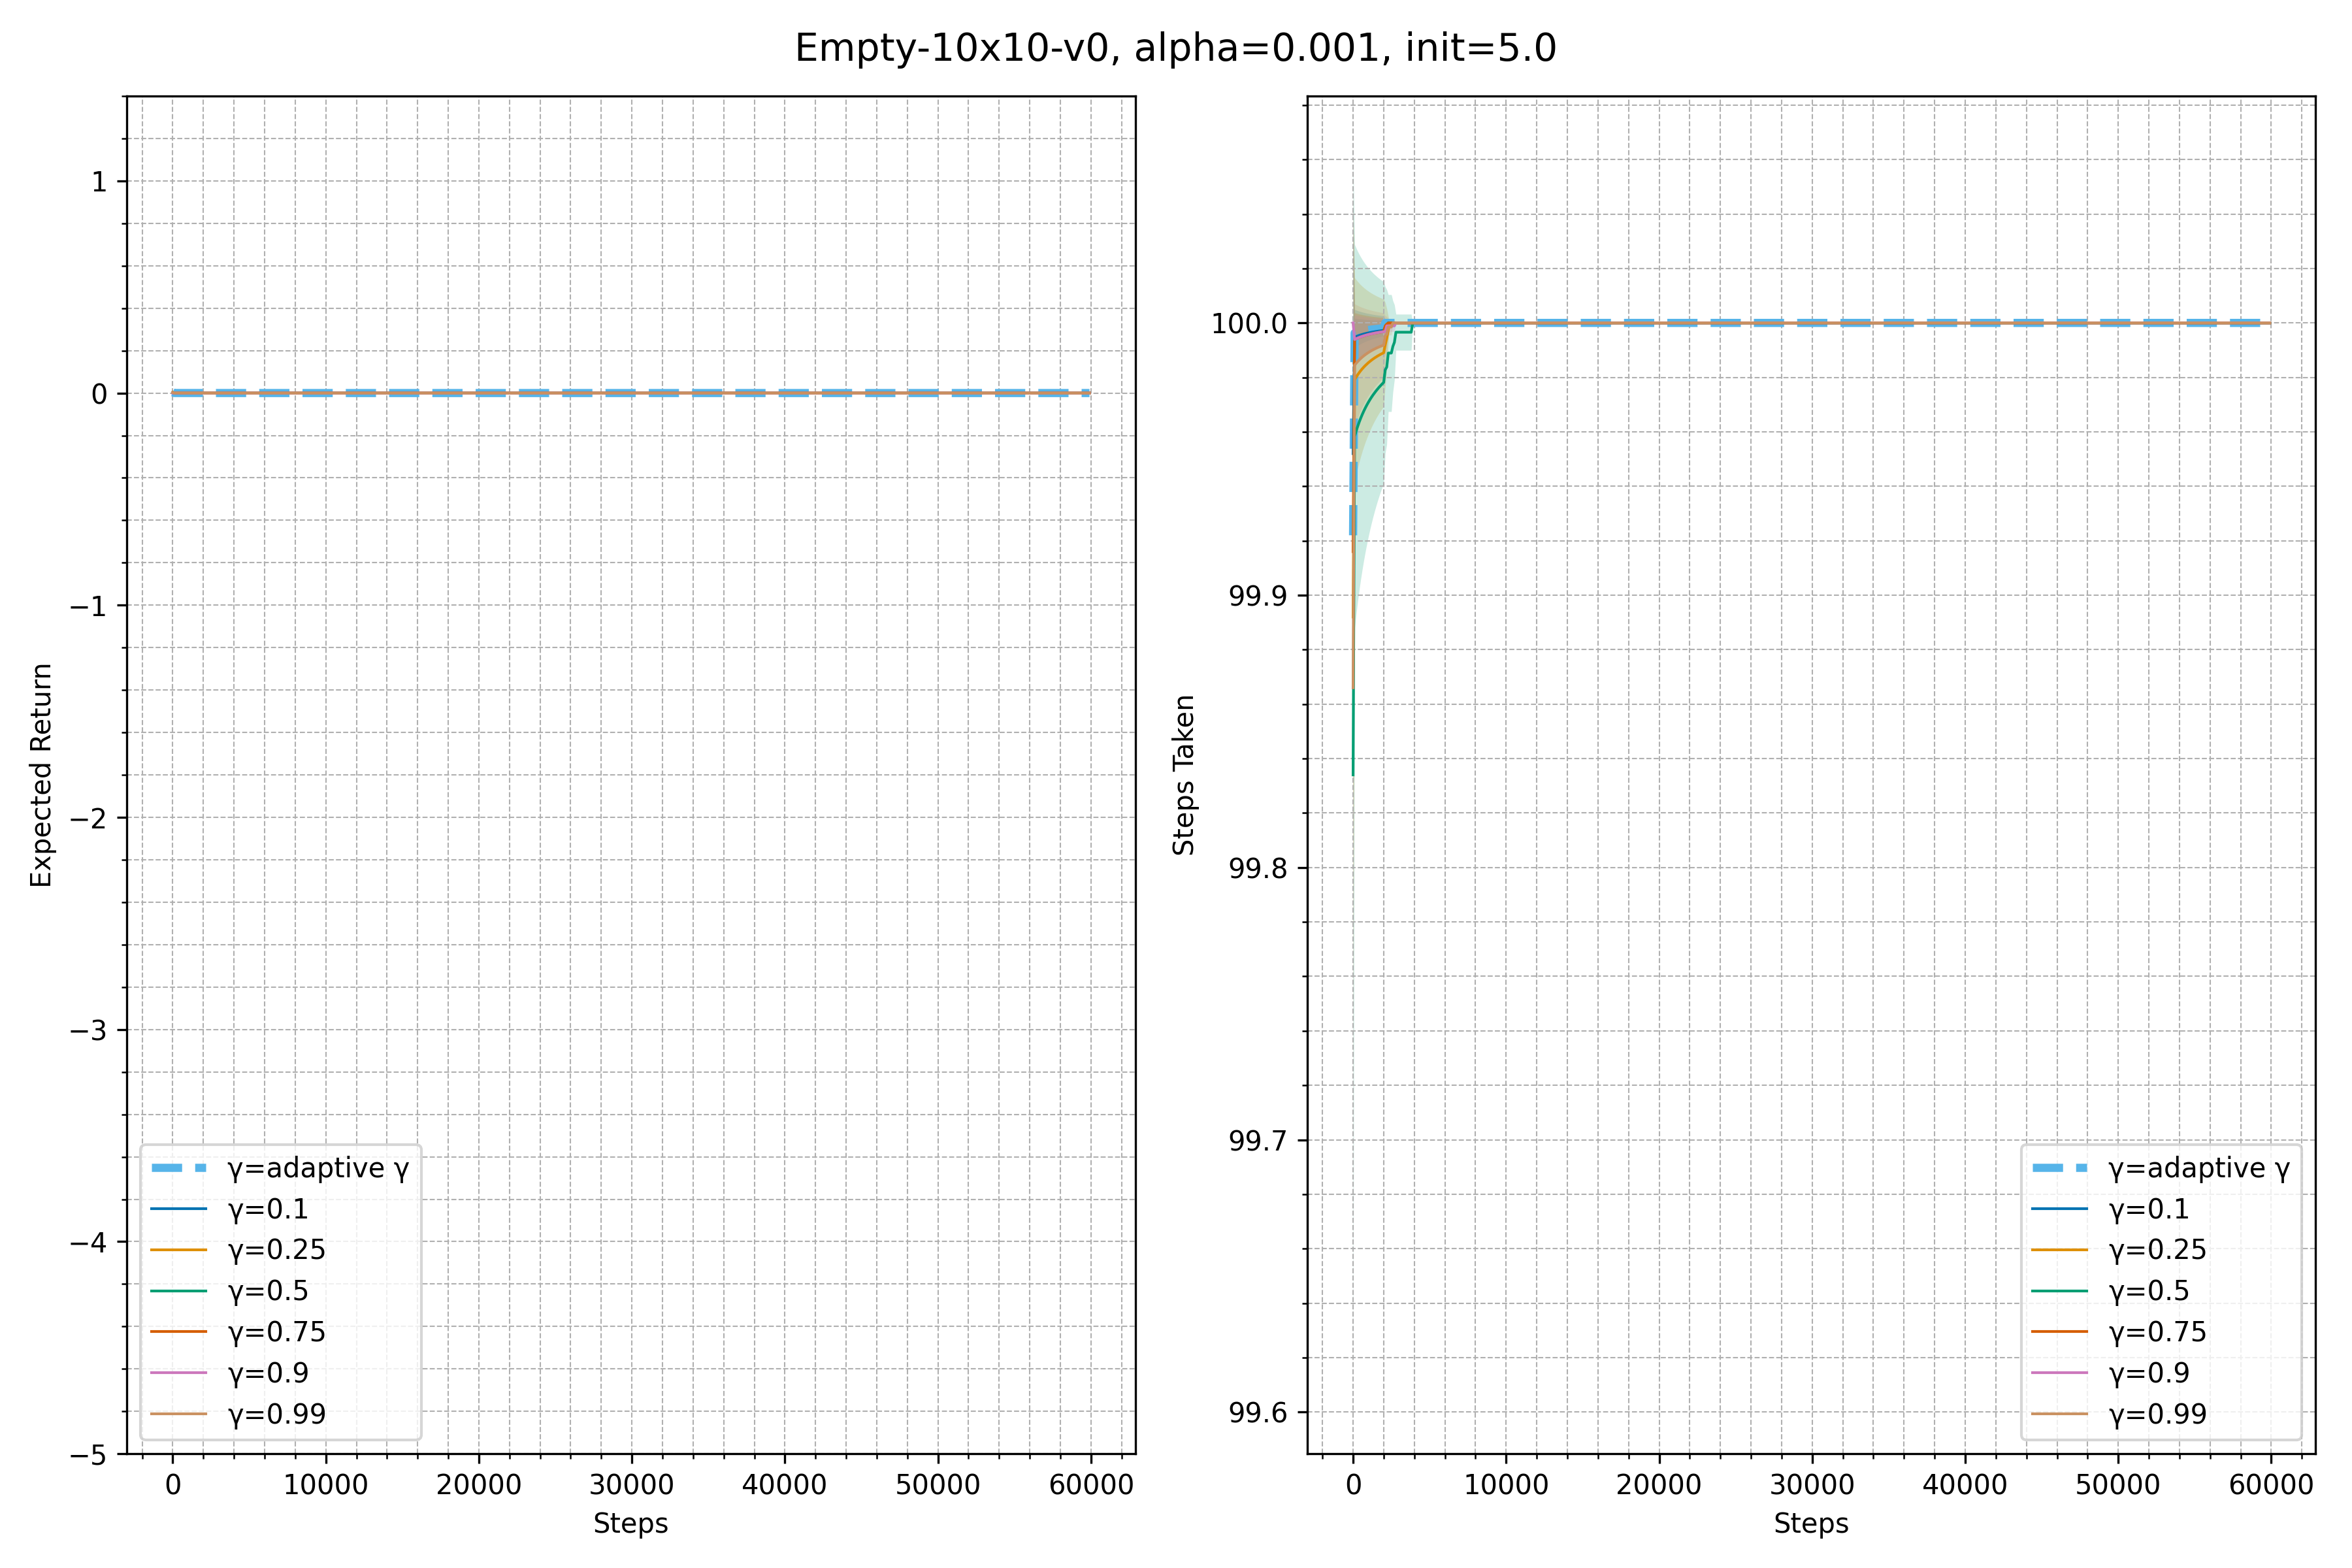 Empty-10x10-v0, alpha=0.001, init=5.0
Expected Return
1
0
−1
−2
−3
−4
−5
γ=adaptive γ
γ=0.1
γ=0.25
γ=0.5
γ=0.75
γ=0.9
γ=0.99
0 10000 20000 30000 40000 50000 60000
Steps
Steps Taken
100.0
99.9
99.8
99.7
99.6
γ=adaptive γ
γ=0.1
γ=0.25
γ=0.5
γ=0.75
γ=0.9
γ=0.99
0 10000 20000 30000 40000 50000 60000
Steps